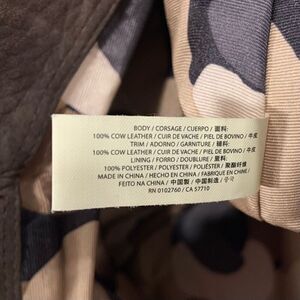 BODY / CORSAGE / CUERPO / 面料:
100% COW LEATHER / CUIR DE VACHE / PIEL DE BOVINO / 牛皮
TRIM / ADORNO / GARNITURE / 辅料:
100% COW LEATHER / CUIR DE VACHE / PIEL DE BOVINO / 牛皮
LINING / FORRO / DOUBLURE / 里料:
100% POLYESTER / POLIÉSTER / POLYESTER / 聚酯纤维
MADE IN CHINA / HECHO EN CHINA / FABRIQUE EN CHINE /
FEITO NA CHINA / 中国製 / 中国制造 / 중국
RN 0102760 / CA 57710